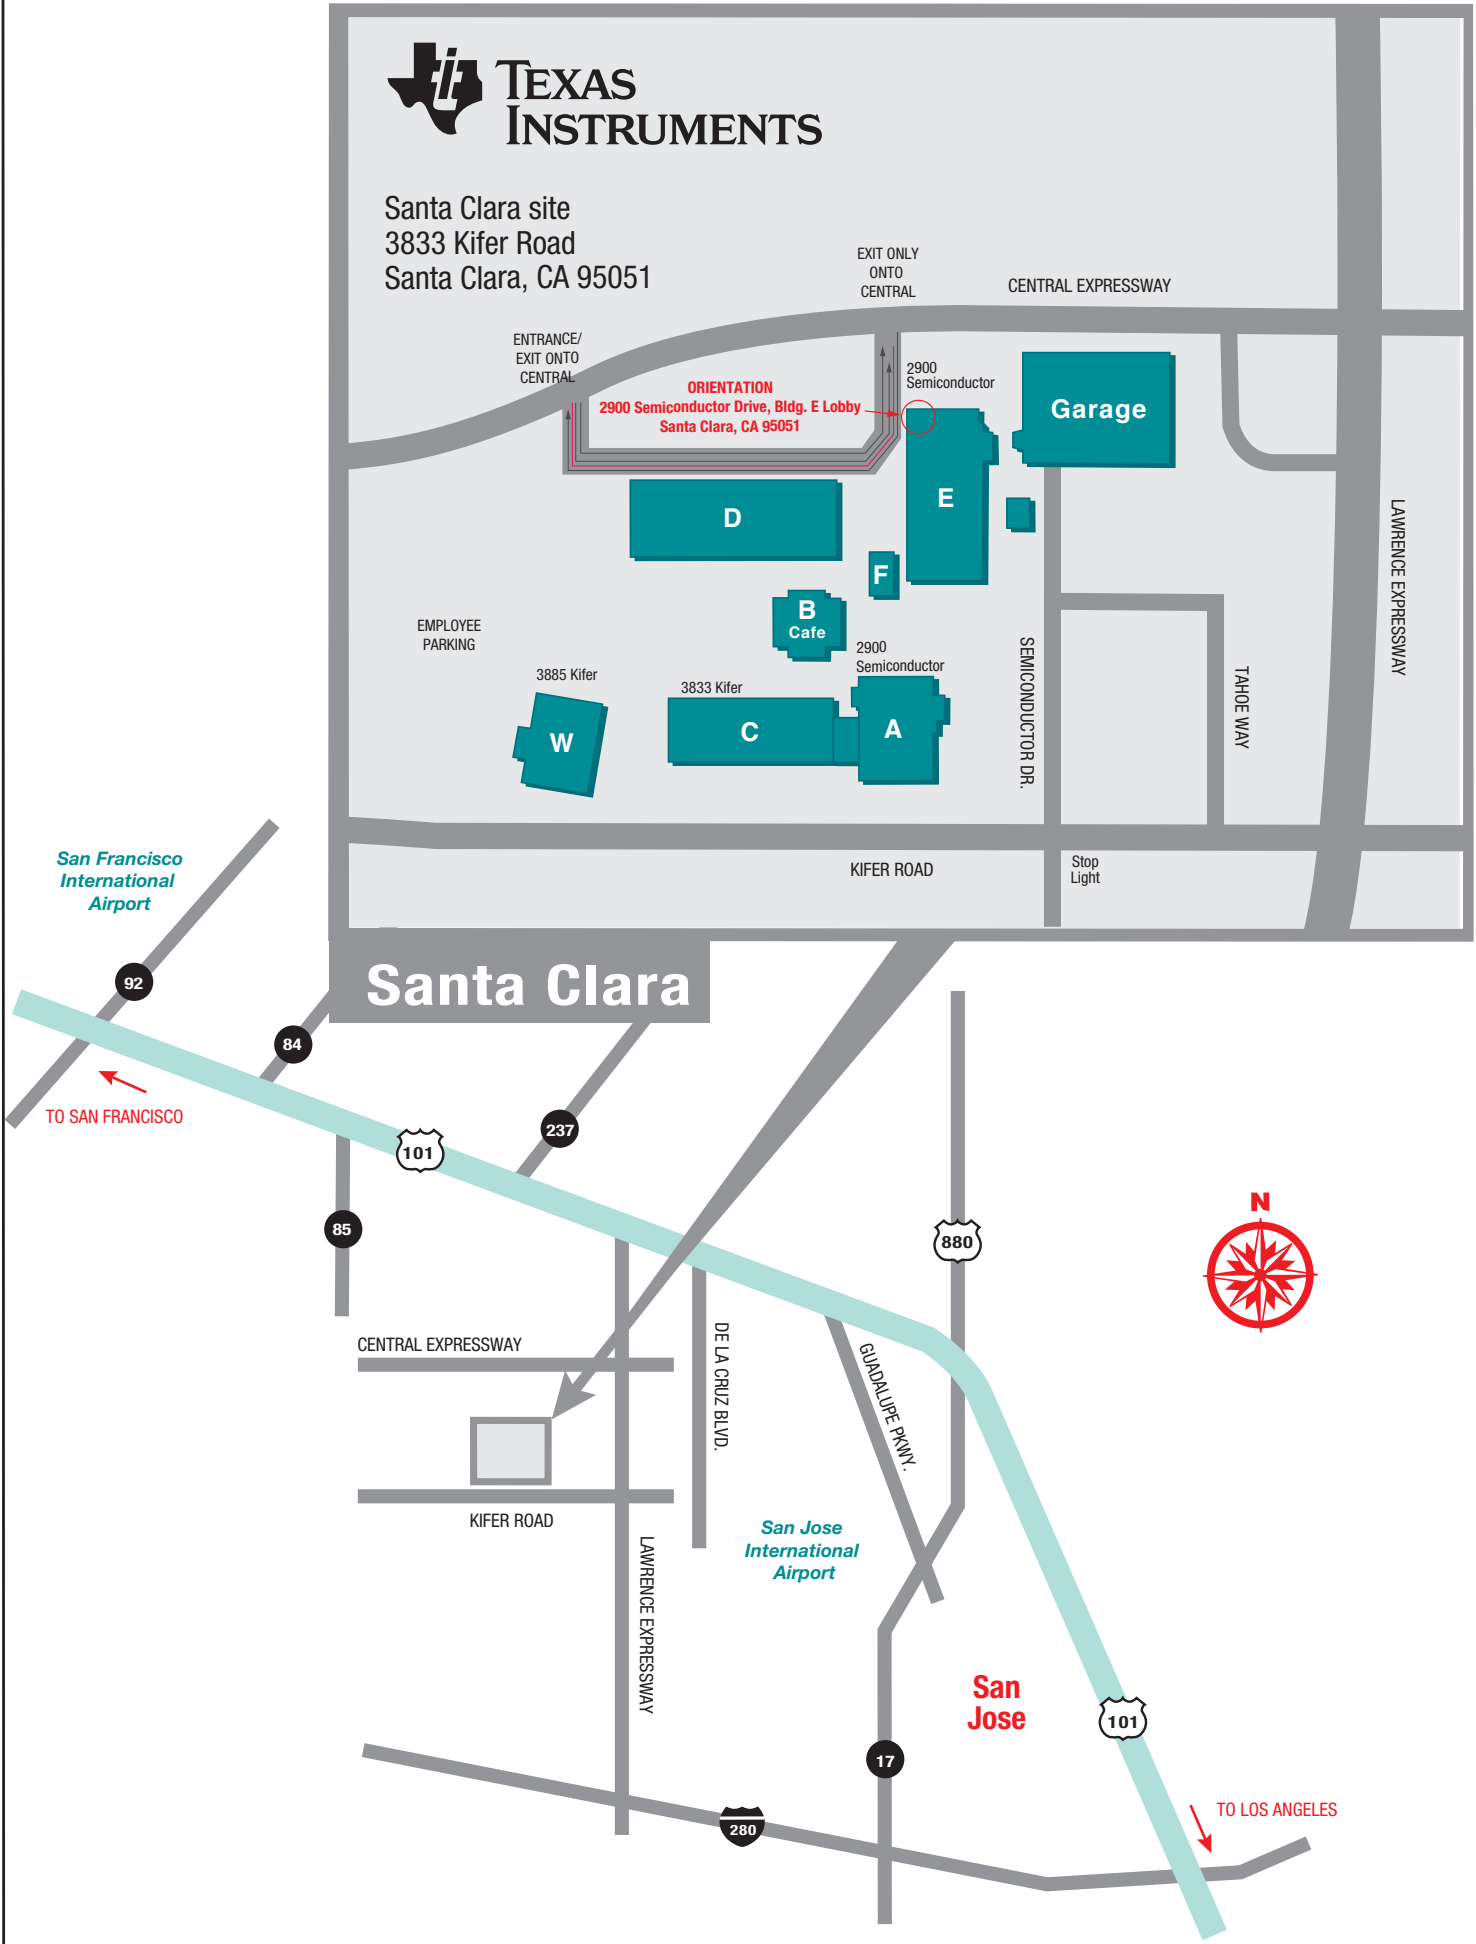 TEXAS
INSTRUMENTS
Santa Clara site
3833 Kifer Road
Santa Clara, CA 95051
EXIT ONLY
ONTO
CENTRAL
CENTRAL EXPRESSWAY
ENTRANCE/
EXIT ONTO
CENTRAL
ORIENTATION
2900 Semiconductor Drive, Bldg. E Lobby
Santa Clara, CA 95051
2900
Semiconductor
Garage
E
D
F
B
Cafe
EMPLOYEE
PARKING
3885 Kifer
W
3833 Kifer
C
2900
Semiconductor
A
SEMICONDUCTOR DR.
TAHOE WAY
LAWRENCE EXPRESSWAY
KIFER ROAD
Stop
Light
San Francisco
International
Airport
Santa Clara
92
84
TO SAN FRANCISCO
101
237
85
880
N
CENTRAL EXPRESSWAY
DE LA CRUZ BLVD.
GUADALUPE PKWY.
KIFER ROAD
LAWRENCE EXPRESSWAY
San Jose
International
Airport
San
Jose
101
17
280
TO LOS ANGELES